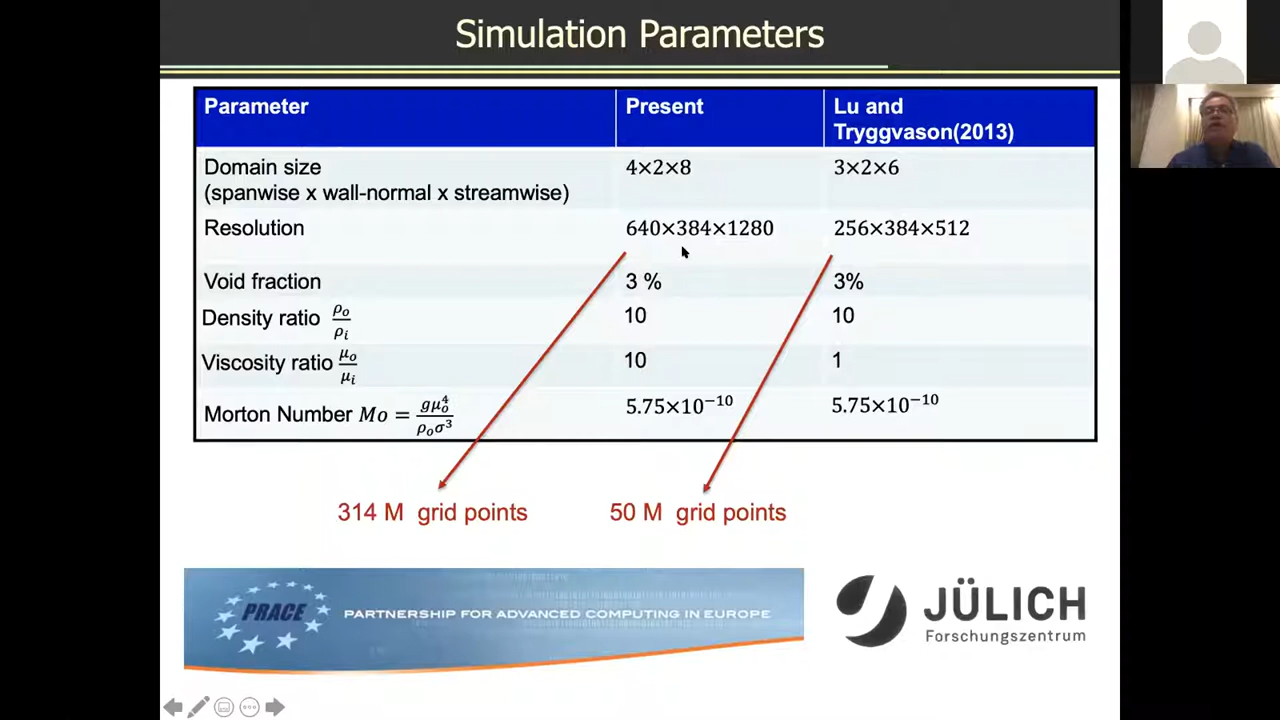 Simulation Parameters
Parameter Present Lu and Tryggvason(2013)
Domain size 4×2×8 3×2×6
(spanwise x wall-normal x streamwise)
Resolution 640×384×1280 256×384×512
Void fraction 3 % 3%
Density ratio ρₒ/ρᵢ 10 10
Viscosity ratio μₒ/μᵢ 10 1
Morton Number Mo = gμₒ⁴/ρₒσ³ 5.75×10⁻¹⁰ 5.75×10⁻¹⁰
314 M grid points 50 M grid points
PRACE PARTNERSHIP FOR ADVANCED COMPUTING IN EUROPE
JÜLICH
Forschungszentrum